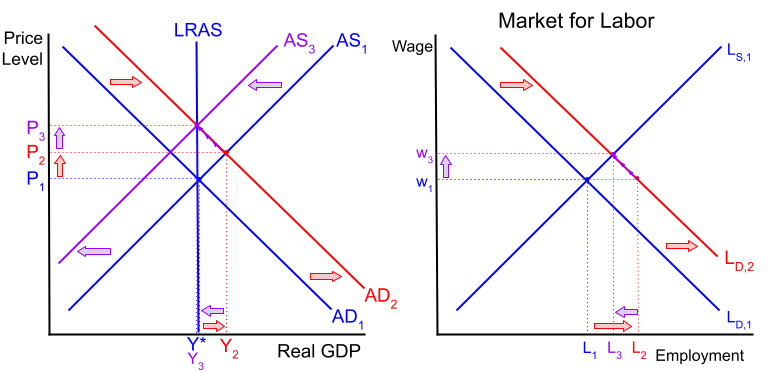 Market for Labor
Price
Level
LRAS
AS3
AS1
P3
P2
P1
AD2
AD1
Y*
Y3
Y2
Real GDP
Wage
LS,1
w3
w1
LD,2
LD,1
L1
L3
L2
Employment